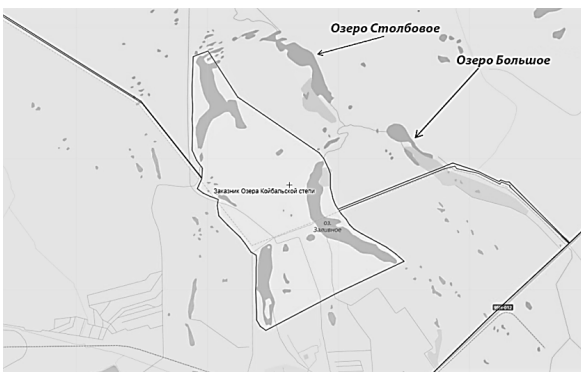 Озеро Столбовое
Озеро Большое
Заказник Озера Койбальской степи
оз.
Заливное